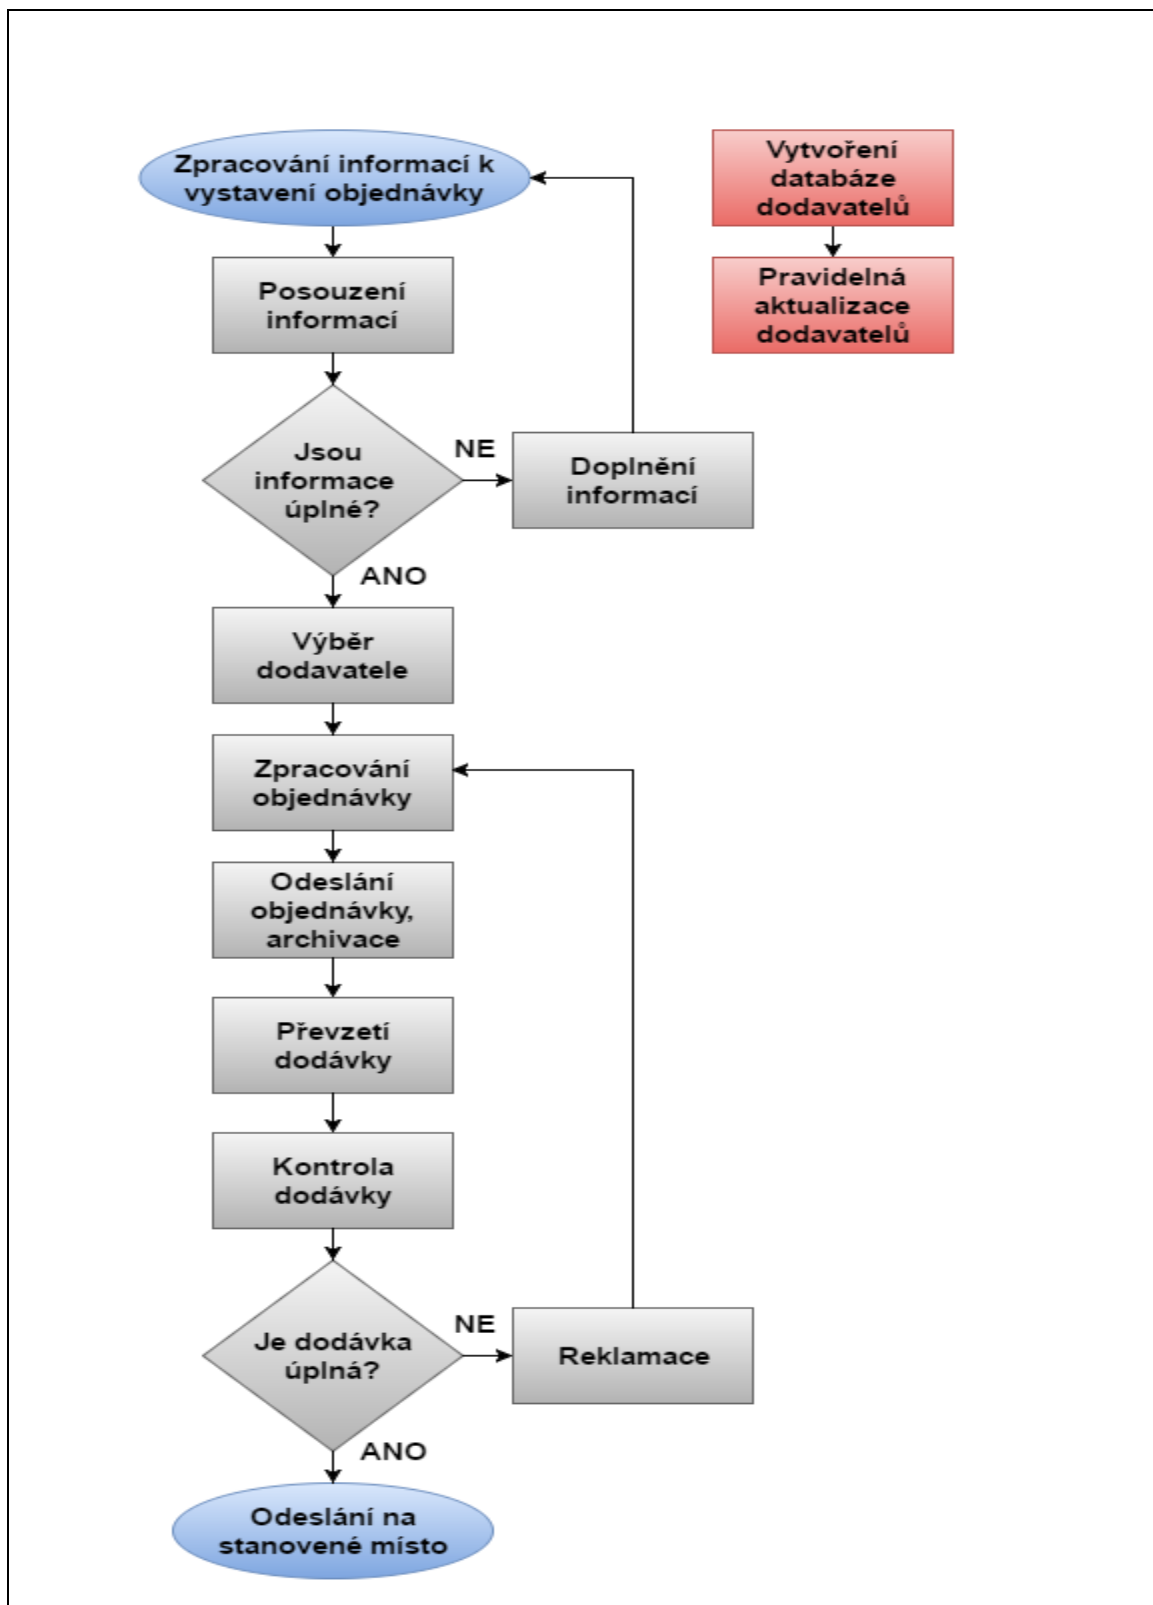 Zpracování informací k
vystavení objednávky
Vytvoření
databáze
dodavatelů
Posouzení
informací
Pravidelná
aktualizace
dodavatelů
Jsou
informace
úplné?
NE
Doplnění
informací
ANO
Výběr
dodavatele
Zpracování
objednávky
Odeslání
objednávky,
archivace
Převzetí
dodávky
Kontrola
dodávky
Je dodávka
úplná?
NE
Reklamace
ANO
Odeslání na
stanovené místo